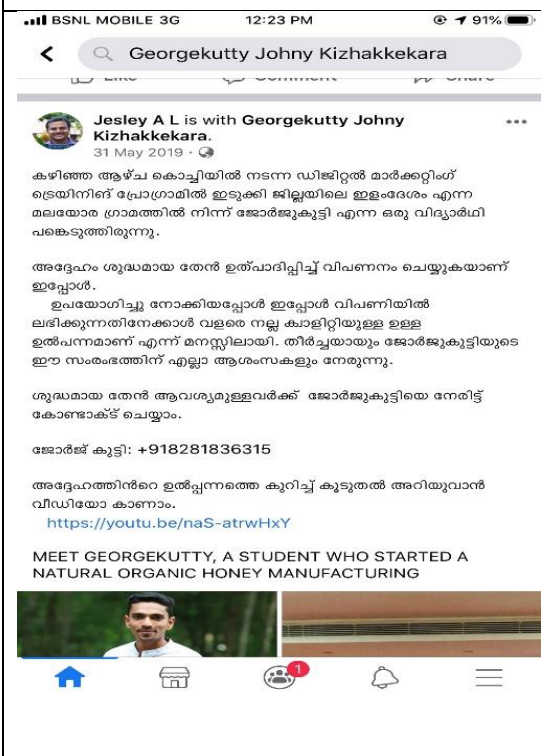 BSNL MOBILE 3G 12:23 PM 91%
Georgekutty Johny Kizhakkekara
Like Comment Share
Jesley A L is with Georgekutty Johny
Kizhakkekara.
31 May 2019 ·
കഴിഞ്ഞ ആഴ്ച കൊച്ചിയിൽ നടന്ന ഡിജിറ്റൽ മാർക്കറ്റിംഗ്
ട്രെയിനിങ് പ്രോഗ്രാമിൽ ഇടുക്കി ജില്ലയിലെ ഇളംദേശം എന്ന
മലയോര ഗ്രാമത്തിൽ നിന്ന് ജോർജുകുട്ടി എന്ന ഒരു വിദ്യാർഥി
പങ്കെടുത്തിരുന്നു.
അദ്ദേഹം ശുദ്ധമായ തേൻ ഉത്പാദിപ്പിച്ച് വിപണനം ചെയ്യുകയാണ്
ഇപ്പോൾ.
ഉപയോഗിച്ചു നോക്കിയപ്പോൾ ഇപ്പോൾ വിപണിയിൽ
ലഭിക്കുന്നതിനേക്കാൾ വളരെ നല്ല ക്വാളിറ്റിയുള്ള ഉള്ള
ഉൽപന്നമാണ് എന്ന് മനസ്സിലായി. തീർച്ചയായും ജോർജുകുട്ടിയുടെ
ഈ സംരംഭത്തിന് എല്ലാ ആശംസകളും നേരുന്നു.
ശുദ്ധമായ തേൻ ആവശ്യമുള്ളവർക്ക് ജോർജുകുട്ടിയെ നേരിട്ട്
കോണ്ടാക്ട് ചെയ്യാം.
ജോർജ് കുട്ടി: +918281836315
അദ്ദേഹത്തിൻറെ ഉൽപ്പന്നത്തെ കുറിച്ച് കൂടുതൽ അറിയുവാൻ
വീഡിയോ കാണാം.
https://youtu.be/naS-atrwHxY
MEET GEORGEKUTTY, A STUDENT WHO STARTED A
NATURAL ORGANIC HONEY MANUFACTURING
1